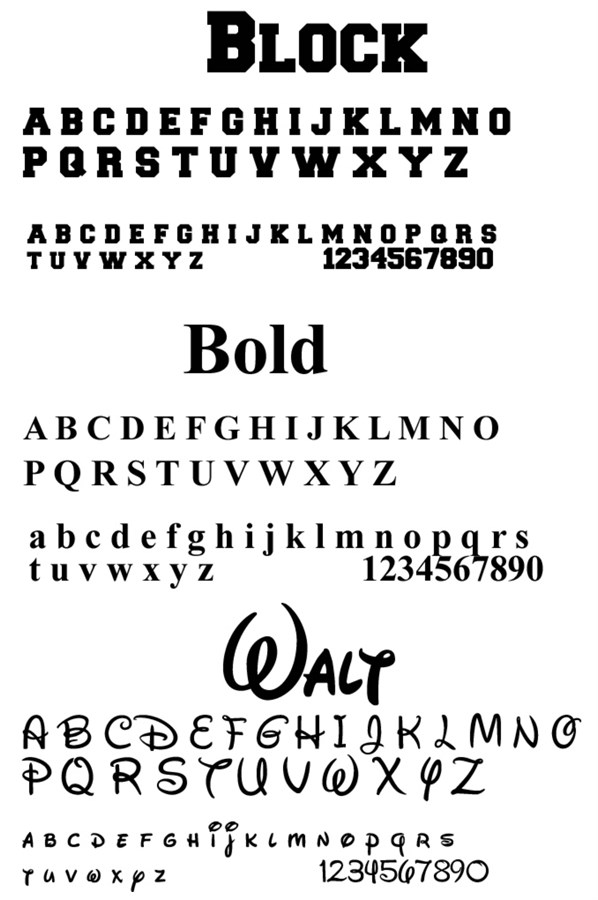 BLOCK
A B C D E F G H I J K L M N O
P Q R S T U V W X Y Z
A B C D E F G H I J K L M N O P Q R S
T U V W X Y Z 1234567890
Bold
A B C D E F G H I J K L M N O
P Q R S T U V W X Y Z
a b c d e f g h i j k l m n o p q r s
t u v w x y z 1234567890
WALT
A B C D E F G H I J K L M N O
P Q R S T U V W X Y Z
A B C D E F G H i j K L M N O P Q R S
T U V W X Y Z 1234567890